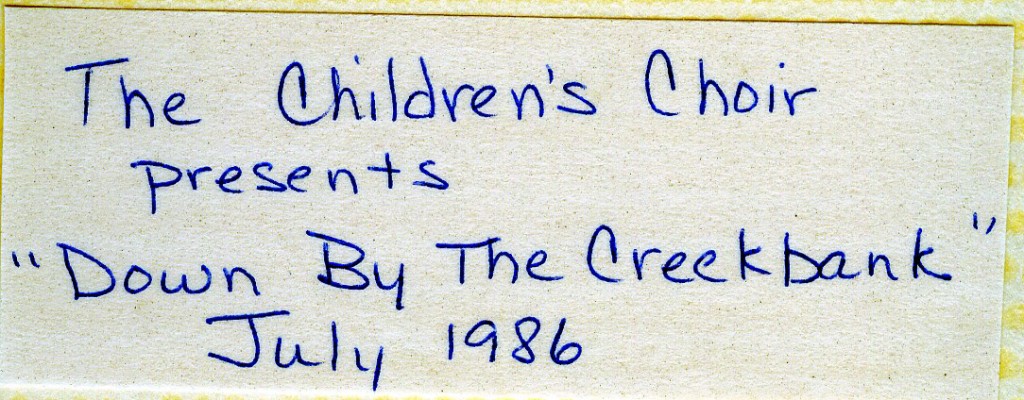 The Children's Choir
presents
"Down By The Creekbank"
July 1986